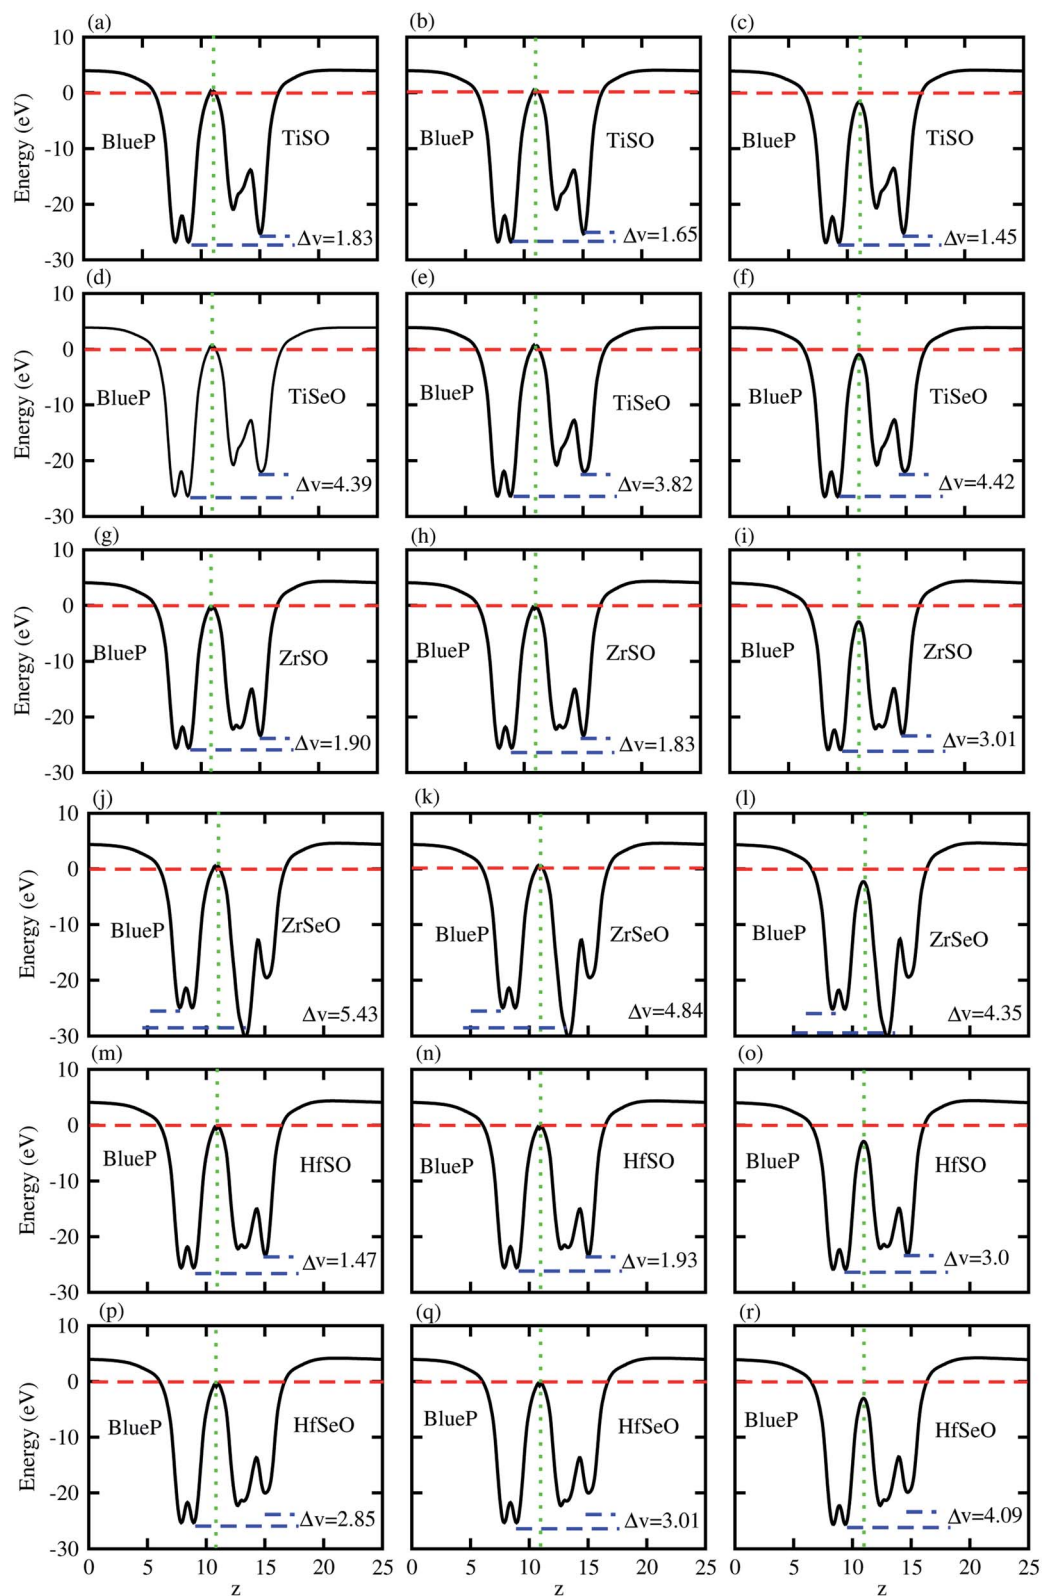 (a) (b) (c)
10
0
-10
-20
-30
Energy (eV)
BlueP TiSO BlueP TiSO BlueP TiSO
Δv=1.83 Δv=1.65 Δv=1.45
(d) (e) (f)
10
0
-10
-20
-30
Energy (eV)
BlueP TiSeO BlueP TiSeO BlueP TiSeO
Δv=4.39 Δv=3.82 Δv=4.42
(g) (h) (i)
10
0
-10
-20
-30
Energy (eV)
BlueP ZrSO BlueP ZrSO BlueP ZrSO
Δv=1.90 Δv=1.83 Δv=3.01
(j) (k) (l)
10
0
-10
-20
-30
Energy (eV)
BlueP ZrSeO BlueP ZrSeO BlueP ZrSeO
Δv=5.43 Δv=4.84 Δv=4.35
(m) (n) (o)
10
0
-10
-20
-30
Energy (eV)
BlueP HfSO BlueP HfSO BlueP HfSO
Δv=1.47 Δv=1.93 Δv=3.0
(p) (q) (r)
10
0
-10
-20
-30
Energy (eV)
BlueP HfSeO BlueP HfSeO BlueP HfSeO
Δv=2.85 Δv=3.01 Δv=4.09
0 5 10 15 20 25 0 5 10 15 20 25 0 5 10 15 20 25
z z z